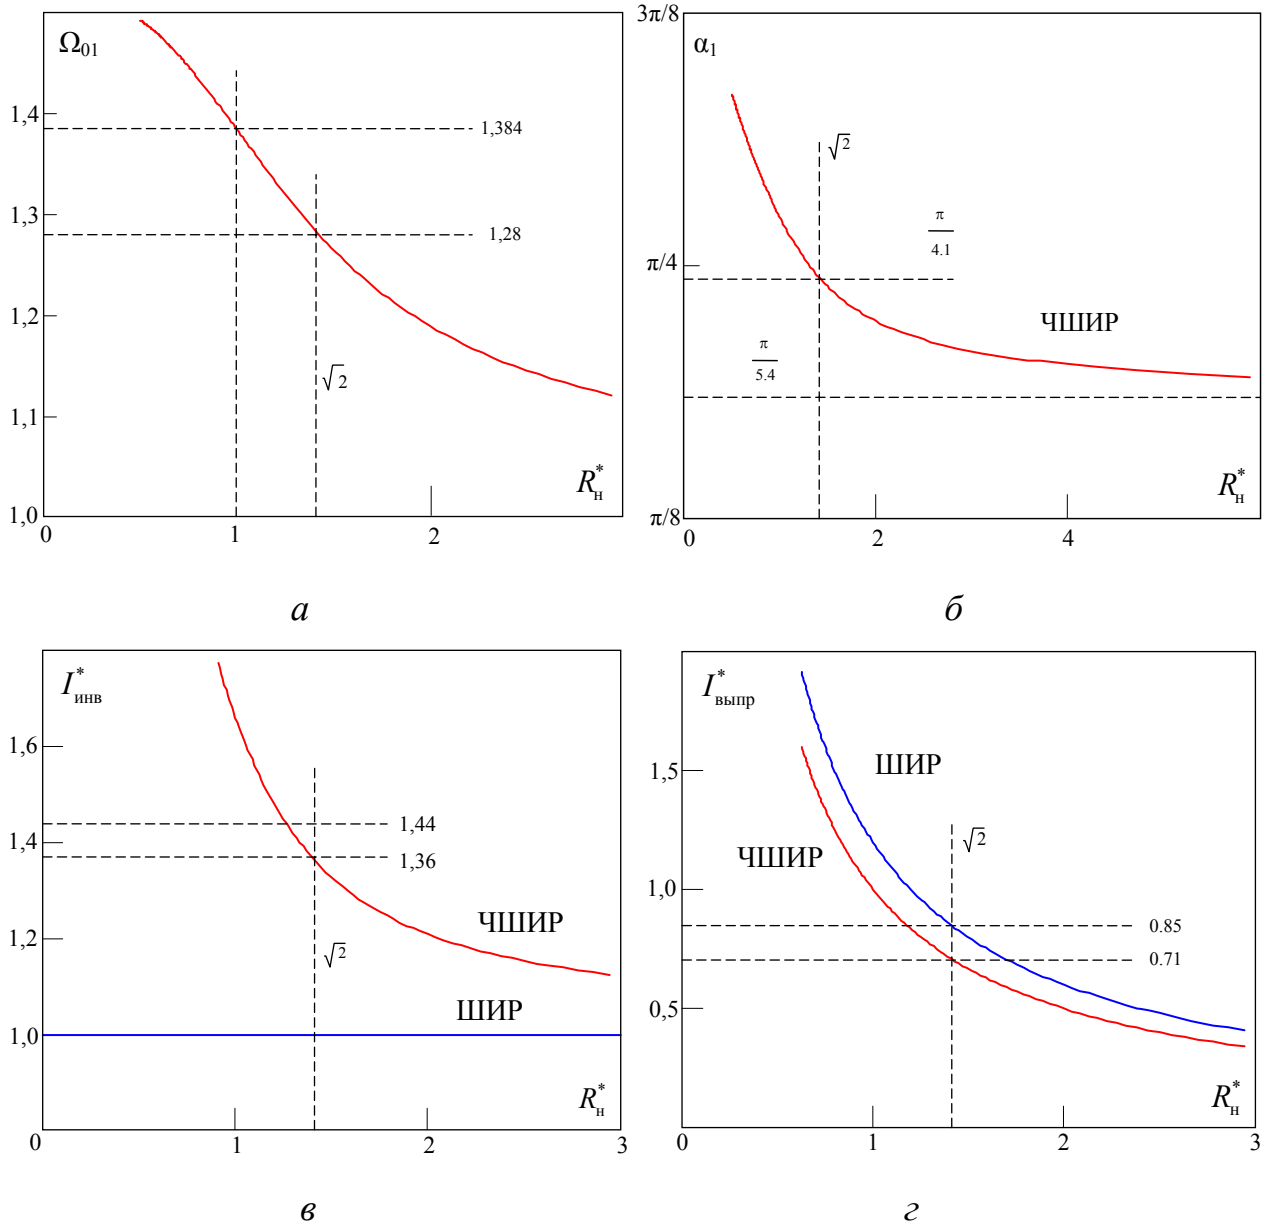 Ω01
1,4
1,384
1,3
1,28
1,2
√2
1,1
R*н
1,0
0
1
2
а
3π/8
α1
√2
π
4.1
π/4
ЧШИР
π
5.4
R*н
π/8
0
2
4
б
I*инв
1,6
1,44
1,4
1,36
ЧШИР
1,2
√2
ШИР
1,0
R*н
0
1
2
3
в
I*выпр
ШИР
1,5
√2
ЧШИР
1,0
0.85
0.71
0,5
R*н
0
1
2
3
г